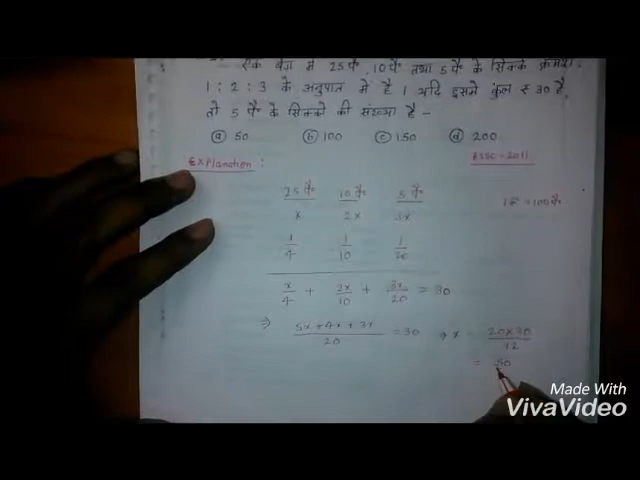 एक बैग में 25 पै॰, 10 पै॰ तथा 5 पै॰ के सिक्के क्रमशः
1 : 2 : 3 के अनुपात में है। यदि इसमें कुल ₹ 30 है,
तो 5 पै॰ के सिक्को की संख्या है -
(a) 50 (b) 100 (c) 150 (d) 200
Explanation :
25 पै॰ 10 पै॰ 5 पै॰
x 2x 3x
1 = 100 पै॰
1/4 1/10 1/20
x/4 + 2x/10 + 3x/20 = 30
⇒ (5x+4x+3x)/20 = 30 ⇒ x = (20×30)/12
= 50
Made With
VivaVideo